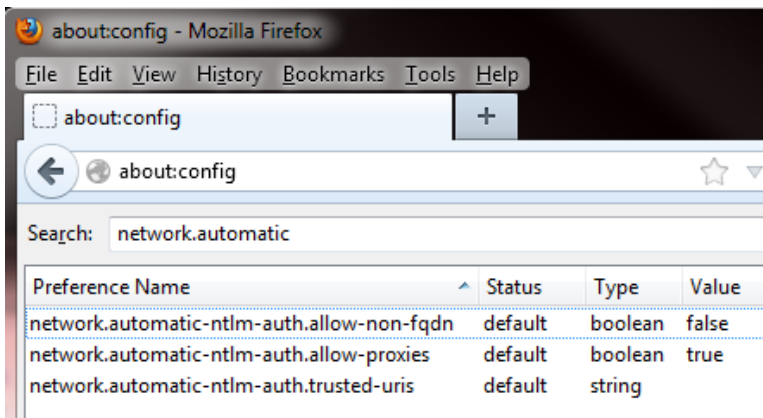 about:config - Mozilla Firefox
File Edit View History Bookmarks Tools Help
about:config +
about:config
Search: network.automatic
Preference Name Status Type Value
network.automatic-ntlm-auth.allow-non-fqdn default boolean false
network.automatic-ntlm-auth.allow-proxies default boolean true
network.automatic-ntlm-auth.trusted-uris default string